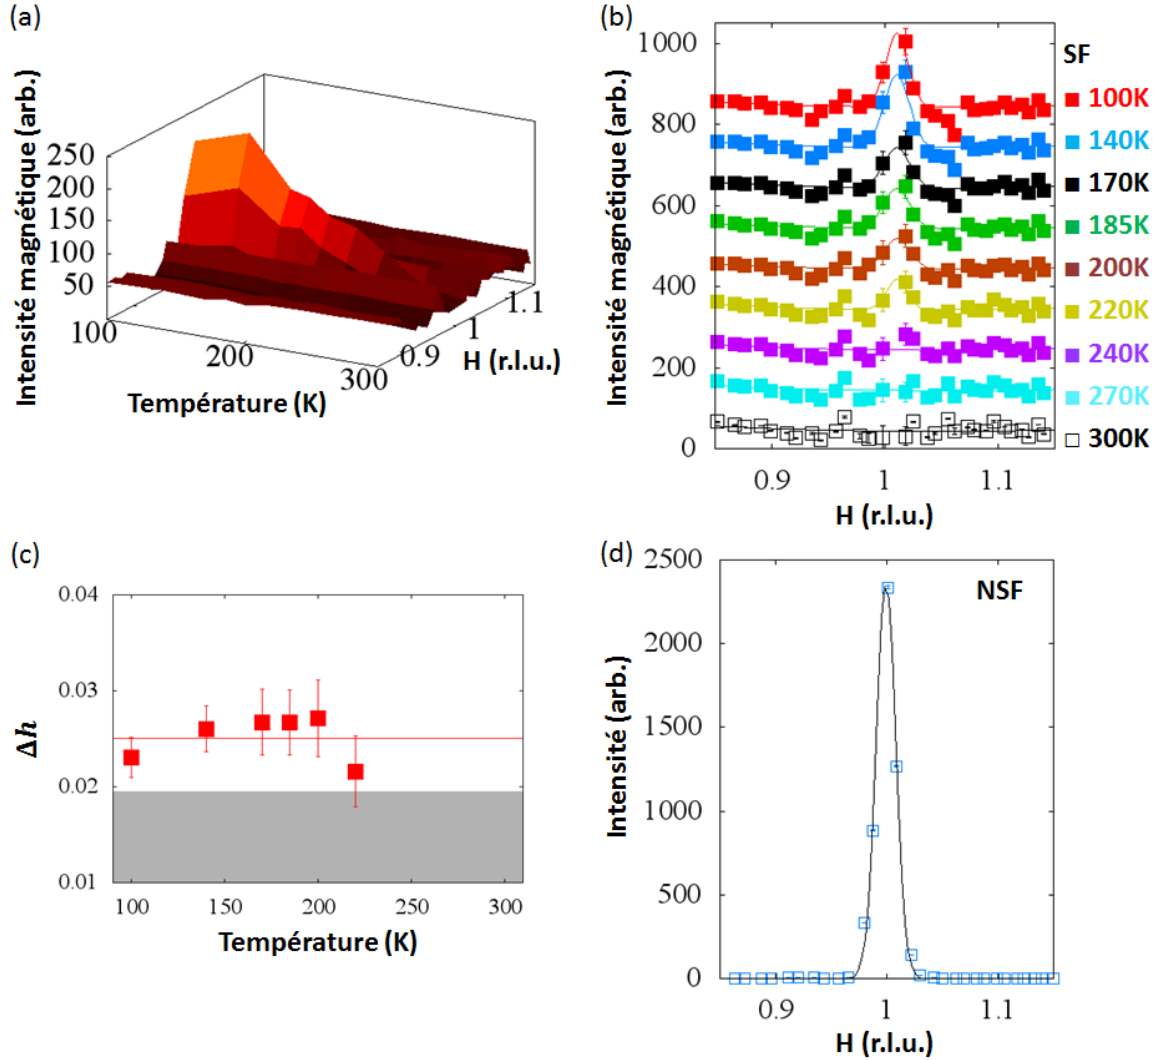 (a)
Intensité magnétique (arb.)
250
200
150
100
50
100
200
300
Température (K)
0.9
1
1.1
H (r.l.u.)
(b)
Intensité magnétique (arb.)
1000
800
600
400
200
0
0.9
1
1.1
H (r.l.u.)
SF
100K
140K
170K
185K
200K
220K
240K
270K
300K
(c)
Δh
0.04
0.03
0.02
0.01
100
150
200
250
300
Température (K)
(d)
Intensité (arb.)
2500
2000
1500
1000
500
0
NSF
0.9
1
1.1
H (r.l.u.)